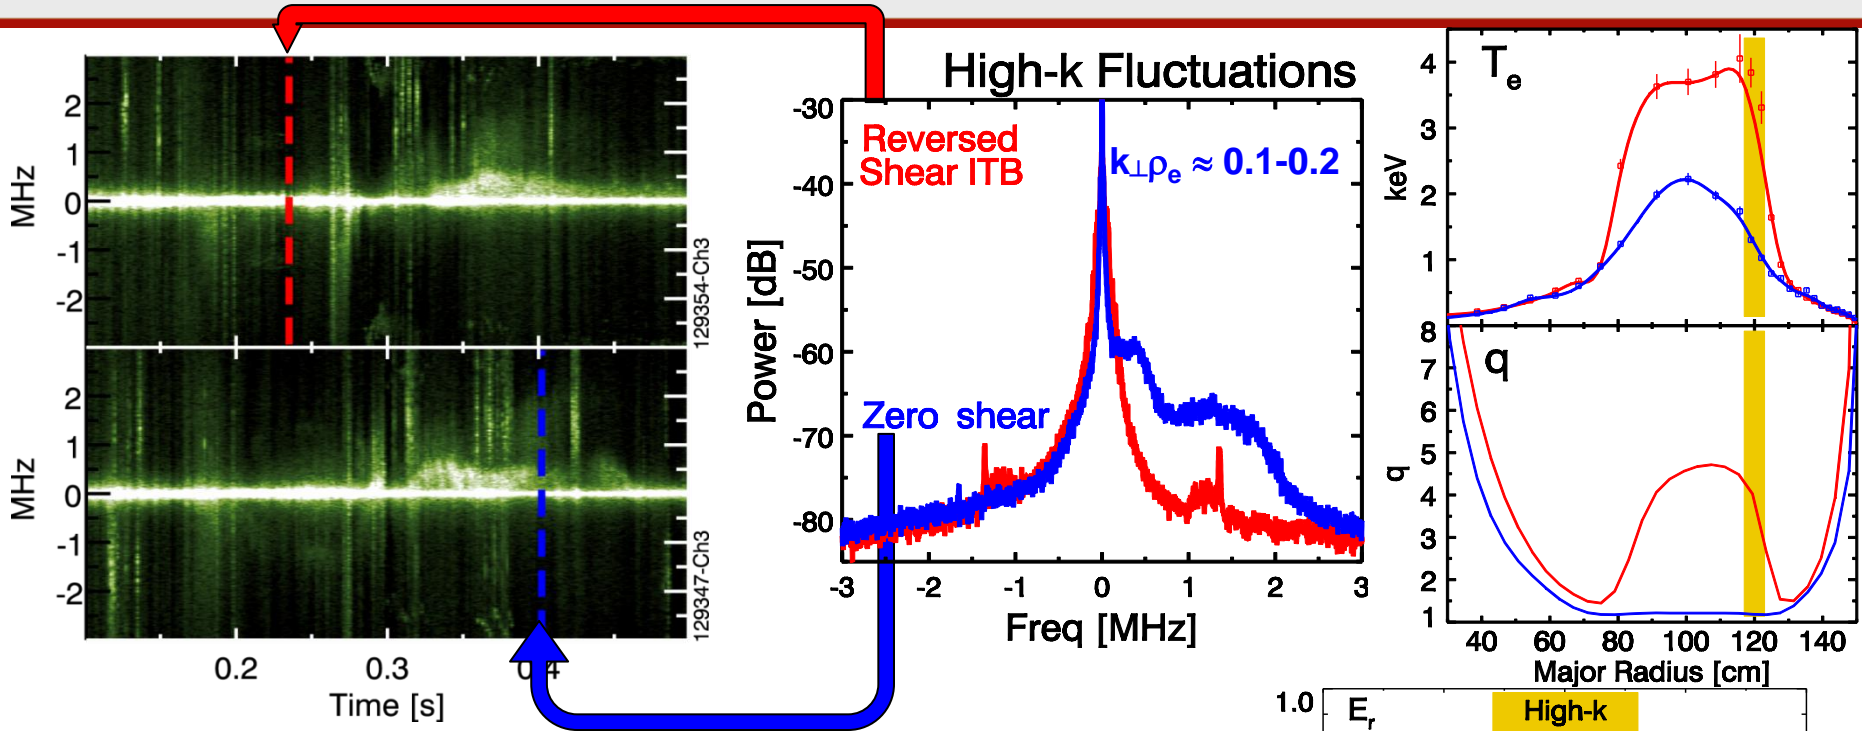 High-k Fluctuations
2
1
0
-1
-2
MHz
129354-Ch3
2
1
0
-1
-2
MHz
129347-Ch3
0.2 0.3 0.4
Time [s]
-30
-40
-50
-60
-70
-80
Power [dB]
Reversed
Shear ITB
k⊥ρe ≈ 0.1-0.2
Zero shear
-3 -2 -1 0 1 2 3
Freq [MHz]
Te
4
3
2
1
keV
q
8
7
6
5
4
3
2
1
q
40 60 80 100 120 140
Major Radius [cm]
1.0
Er
High-k